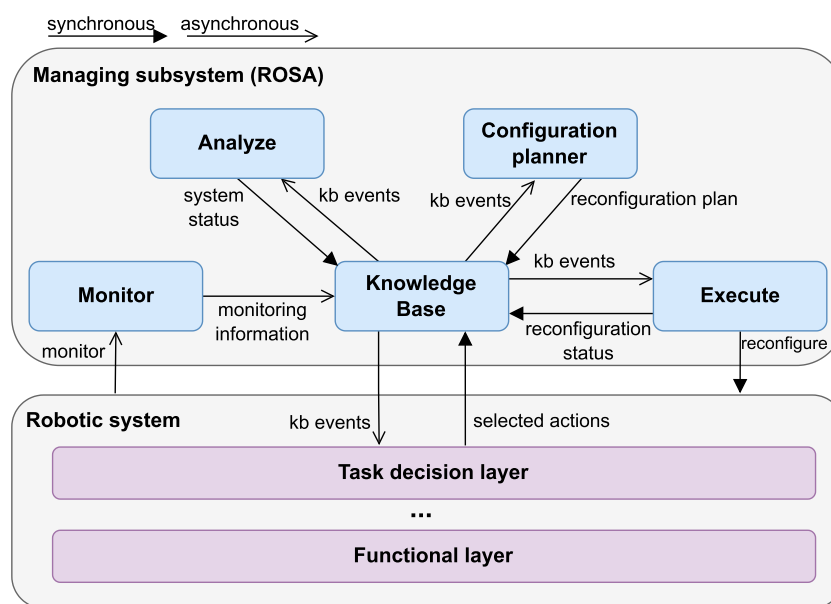 synchronous
asynchronous
Managing subsystem (ROSA)
Analyze
Configuration
planner
system
status
kb events
kb events
reconfiguration plan
Monitor
monitoring
information
Knowledge
Base
kb events
reconfiguration
status
Execute
monitor
reconfigure
Robotic system
kb events
selected actions
Task decision layer
...
Functional layer